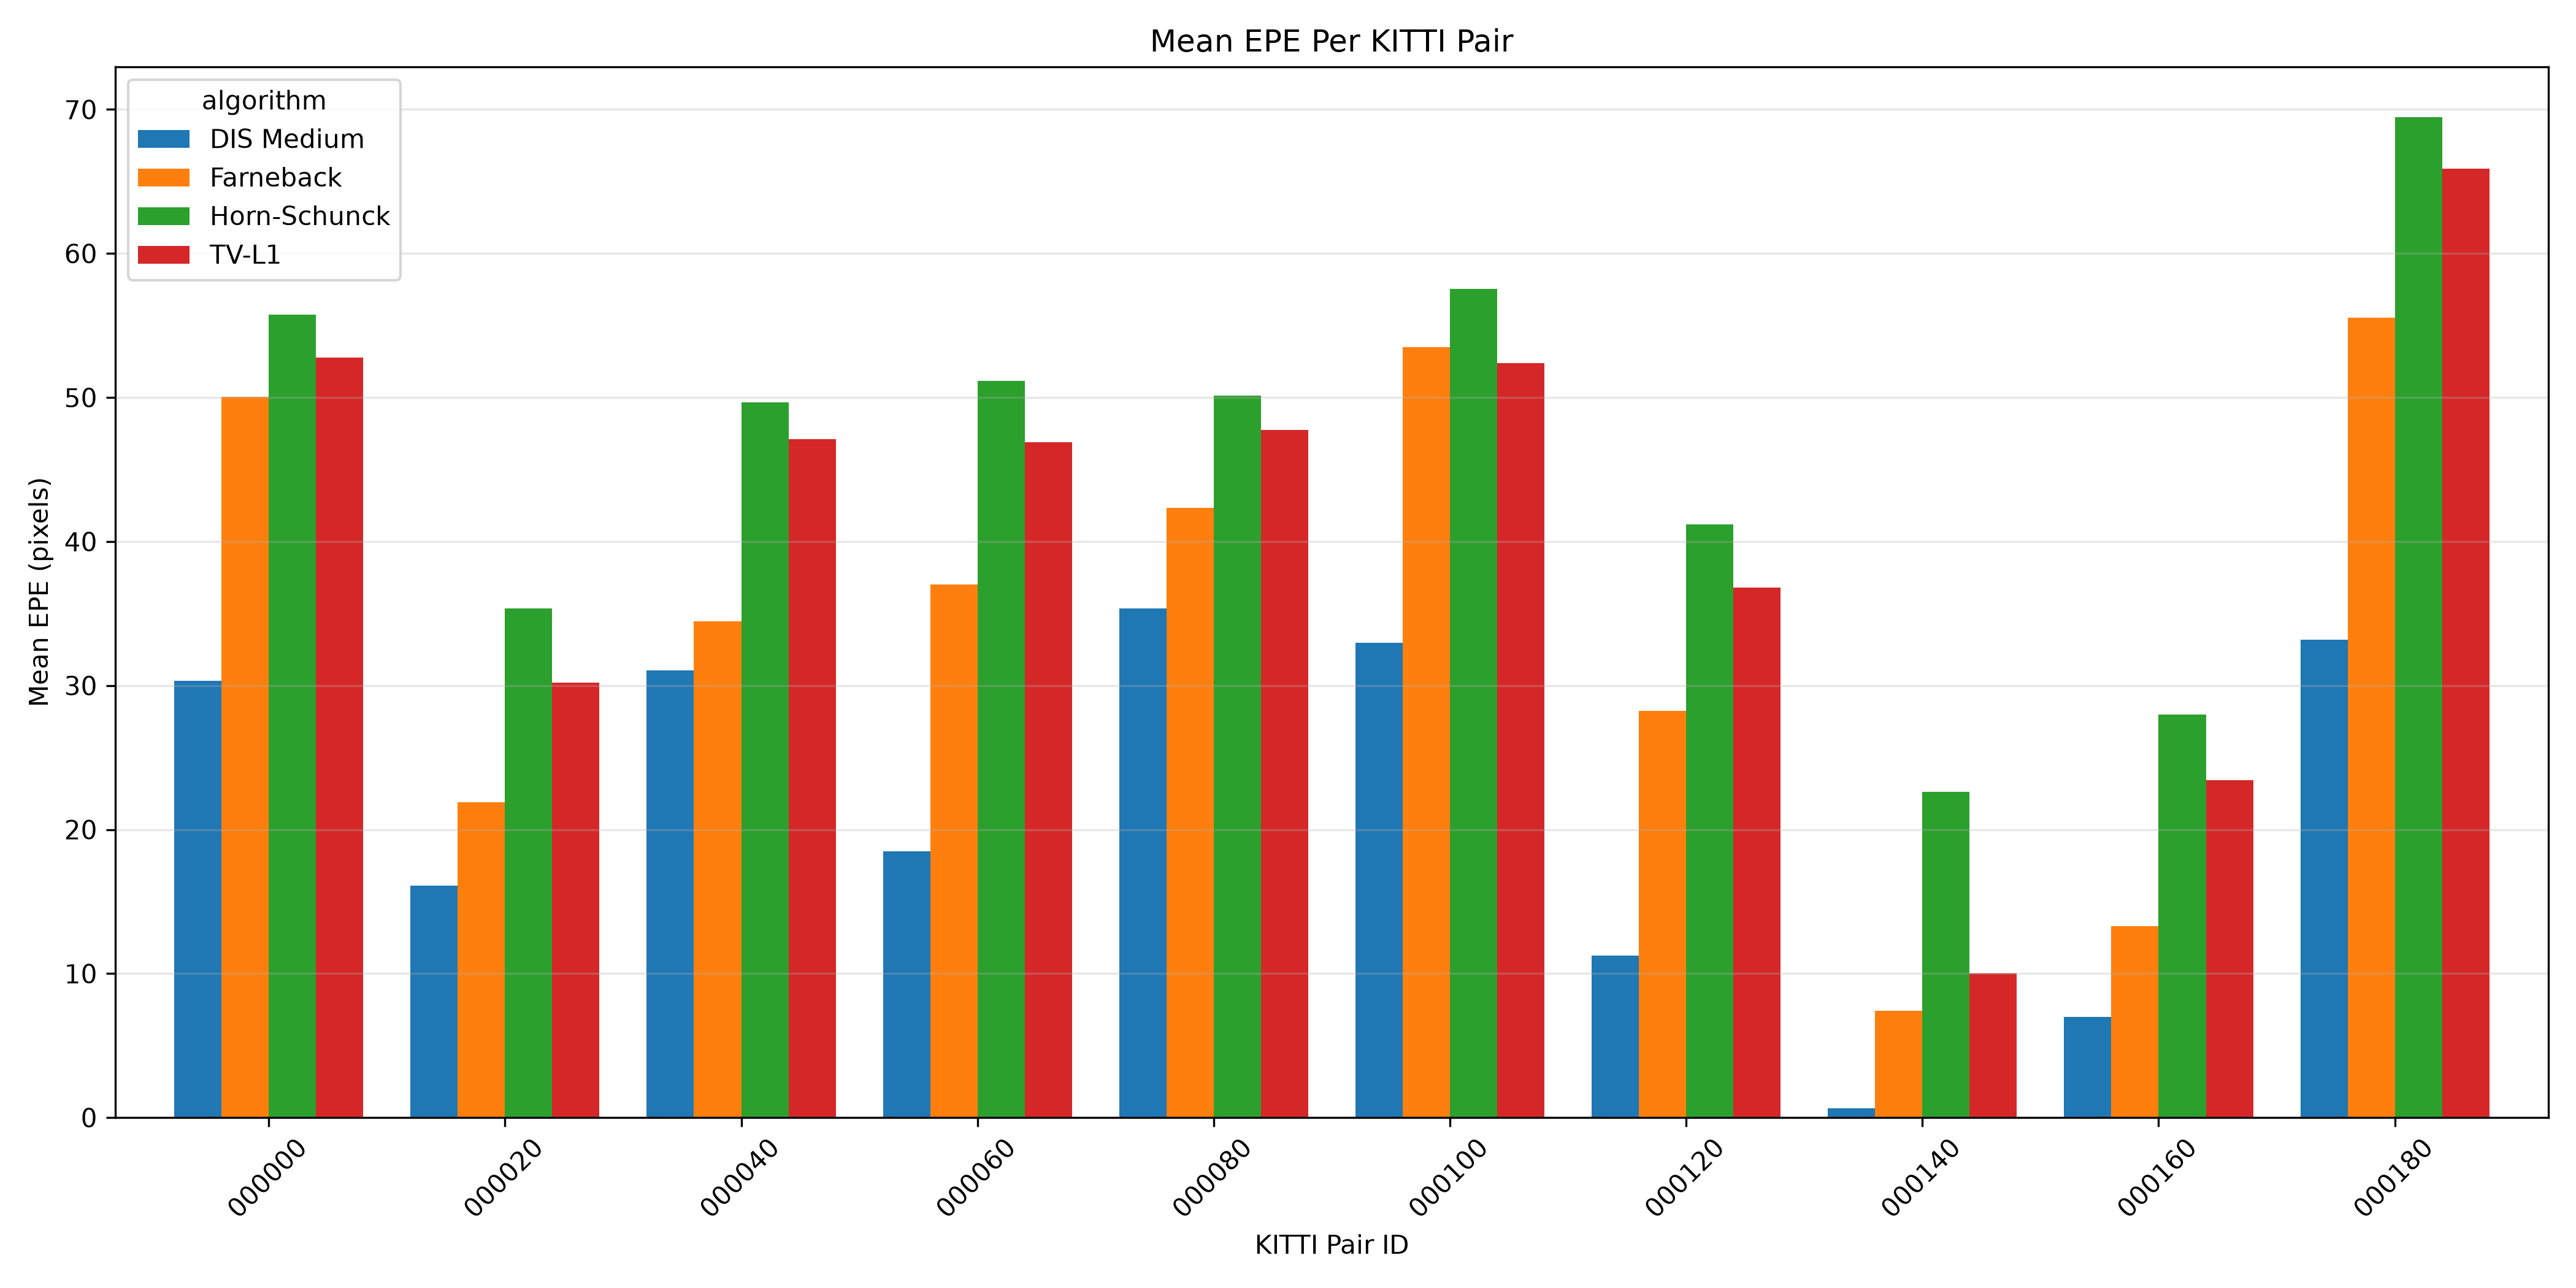 Mean EPE Per KITTI Pair
algorithm
DIS Medium
Farneback
Horn-Schunck
TV-L1
Mean EPE (pixels)
70
60
50
40
30
20
10
0
000000
000020
000040
000060
000080
000100
000120
000140
000160
000180
KITTI Pair ID